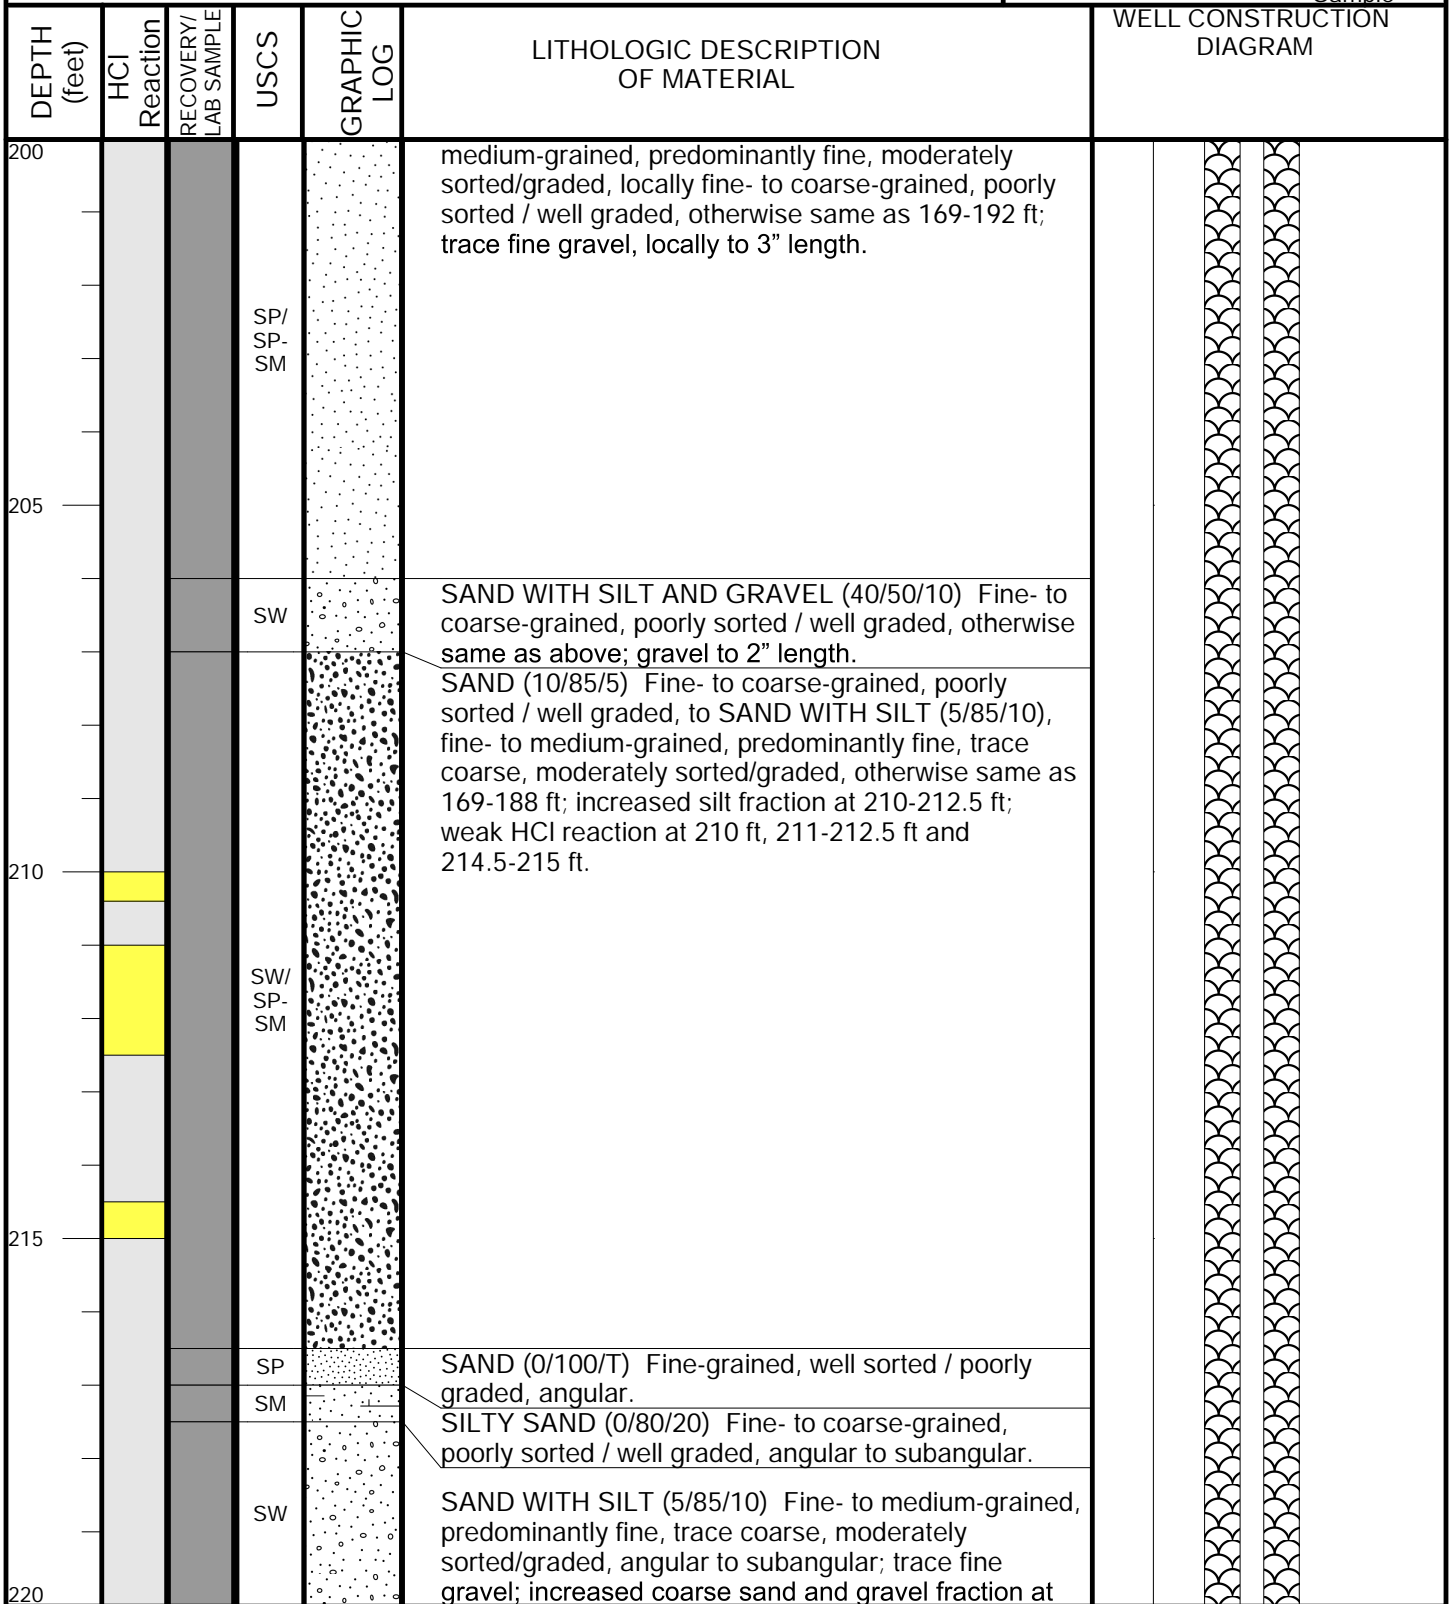 Sample
DEPTH
(feet)
HCl
Reaction
RECOVERY/
LAB SAMPLE
USCS
GRAPHIC
LOG
LITHOLOGIC DESCRIPTION
OF MATERIAL
WELL CONSTRUCTION
DIAGRAM
200
medium-grained, predominantly fine, moderately
sorted/graded, locally fine- to coarse-grained, poorly
sorted / well graded, otherwise same as 169-192 ft;
trace fine gravel, locally to 3” length.
SP/
SP-
SM
205
SW
SAND WITH SILT AND GRAVEL (40/50/10)  Fine- to
coarse-grained, poorly sorted / well graded, otherwise
same as above; gravel to 2” length.
SAND (10/85/5)  Fine- to coarse-grained, poorly
sorted / well graded, to SAND WITH SILT (5/85/10),
fine- to medium-grained, predominantly fine, trace
coarse, moderately sorted/graded, otherwise same as
169-188 ft; increased silt fraction at 210-212.5 ft;
weak HCl reaction at 210 ft, 211-212.5 ft and
214.5-215 ft.
210
SW/
SP-
SM
215
SP
SAND (0/100/T)  Fine-grained, well sorted / poorly
graded, angular.
SM
SILTY SAND (0/80/20)  Fine- to coarse-grained,
poorly sorted / well graded, angular to subangular.
SW
SAND WITH SILT (5/85/10)  Fine- to medium-grained,
predominantly fine, trace coarse, moderately
sorted/graded, angular to subangular; trace fine
gravel; increased coarse sand and gravel fraction at
220